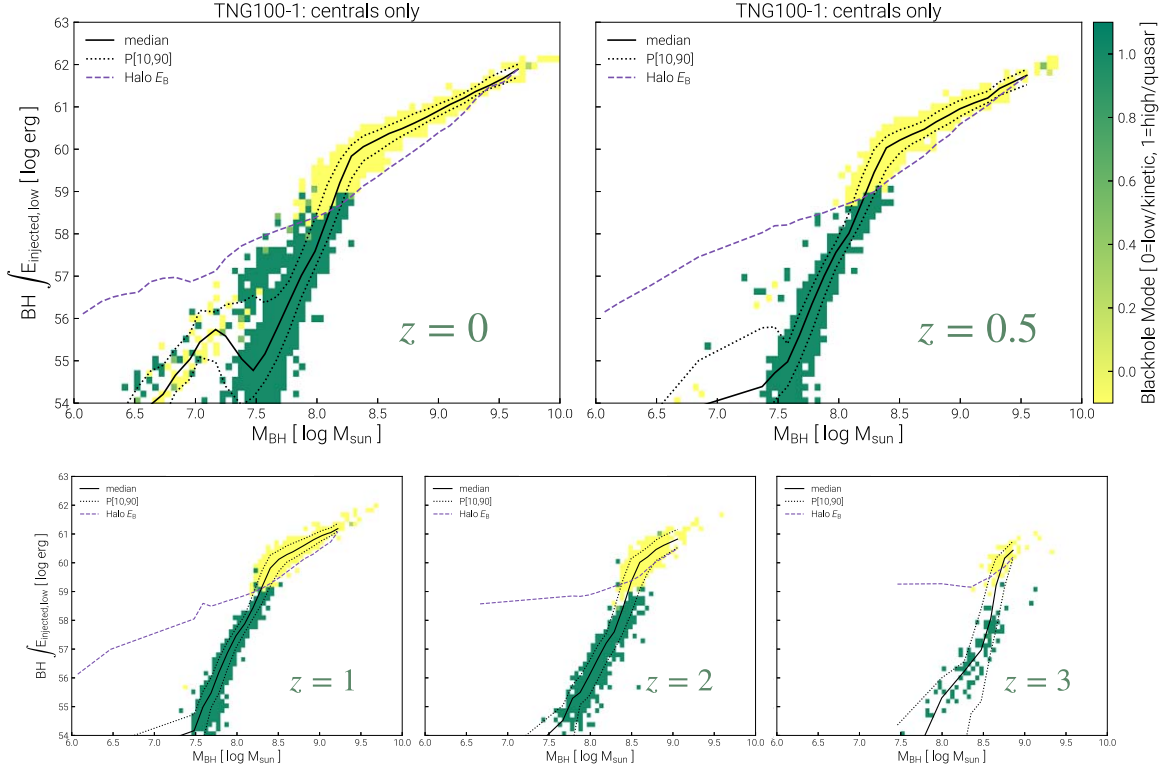 TNG100-1: centrals only
63
62
61
60
59
58
57
56
55
54
BH ∫E_injected,low [ log erg ]
median
P[10,90]
Halo E_B
z = 0
6.0 6.5 7.0 7.5 8.0 8.5 9.0 9.5 10.0
M_BH [ log M_sun ]
TNG100-1: centrals only
median
P[10,90]
Halo E_B
z = 0.5
6.0 6.5 7.0 7.5 8.0 8.5 9.0 9.5 10.0
M_BH [ log M_sun ]
1.0
0.8
0.6
0.4
0.2
0.0
Blackhole Mode [ 0=low/kinetic, 1=high/quasar]
63
62
61
60
59
58
57
56
55
54
BH ∫E_injected,low [ log erg ]
median
P[10,90]
Halo E_B
z = 1
6.0 6.5 7.0 7.5 8.0 8.5 9.0 9.5 10.0
M_BH [ log M_sun ]
median
P[10,90]
Halo E_B
z = 2
6.0 6.5 7.0 7.5 8.0 8.5 9.0 9.5 10.0
M_BH [ log M_sun ]
median
P[10,90]
Halo E_B
z = 3
6.0 6.5 7.0 7.5 8.0 8.5 9.0 9.5 10.0
M_BH [ log M_sun ]